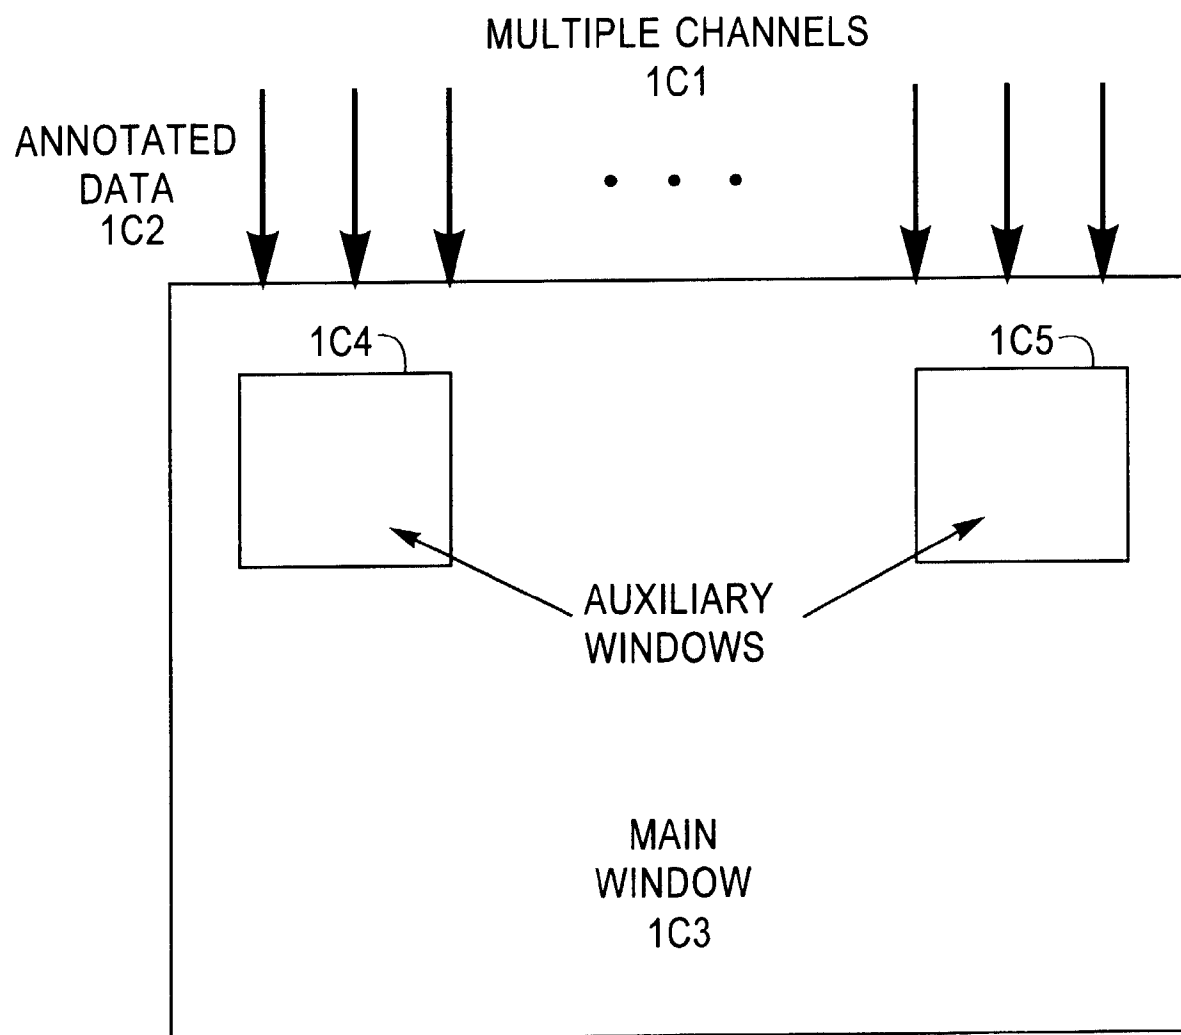 MULTIPLE CHANNELS
1C1
ANNOTATED
DATA
1C2
1C4
1C5
AUXILIARY
WINDOWS
MAIN
WINDOW
1C3